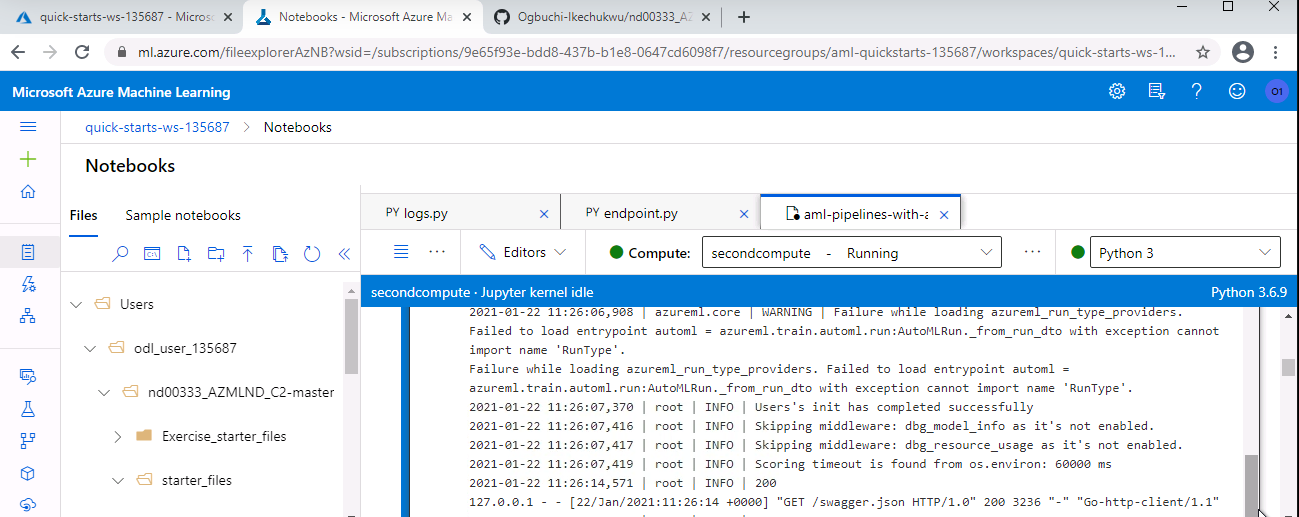 quick-starts-ws-135687 - Microsof
Notebooks - Microsoft Azure Ma
Ogbuchi-Ikechukwu/nd00333_AZ
ml.azure.com/fileexplorerAzNB?wsid=/subscriptions/9e65f93e-bdd8-437b-b1e8-0647cd6098f7/resourcegroups/aml-quickstarts-135687/workspaces/quick-starts-ws-1...
Microsoft Azure Machine Learning
O1
quick-starts-ws-135687 > Notebooks
Notebooks
Files
Sample notebooks
PY logs.py
PY endpoint.py
aml-pipelines-with-a
Editors
Compute:
secondcompute - Running
Python 3
secondcompute · Jupyter kernel idle
Python 3.6.9
Users
odl_user_135687
nd00333_AZMLND_C2-master
Exercise_starter_files
starter_files
2021-01-22 11:26:06,908 | azureml.core | WARNING | Failure while loading azureml_run_type_providers.
Failed to load entrypoint automl = azureml.train.automl.run:AutoMLRun._from_run_dto with exception cannot
import name 'RunType'.
Failure while loading azureml_run_type_providers. Failed to load entrypoint automl =
azureml.train.automl.run:AutoMLRun._from_run_dto with exception cannot import name 'RunType'.
2021-01-22 11:26:07,370 | root | INFO | Users's init has completed successfully
2021-01-22 11:26:07,416 | root | INFO | Skipping middleware: dbg_model_info as it's not enabled.
2021-01-22 11:26:07,417 | root | INFO | Skipping middleware: dbg_resource_usage as it's not enabled.
2021-01-22 11:26:07,419 | root | INFO | Scoring timeout is found from os.environ: 60000 ms
2021-01-22 11:26:14,571 | root | INFO | 200
127.0.0.1 - - [22/Jan/2021:11:26:14 +0000] "GET /swagger.json HTTP/1.0" 200 3236 "-" "Go-http-client/1.1"